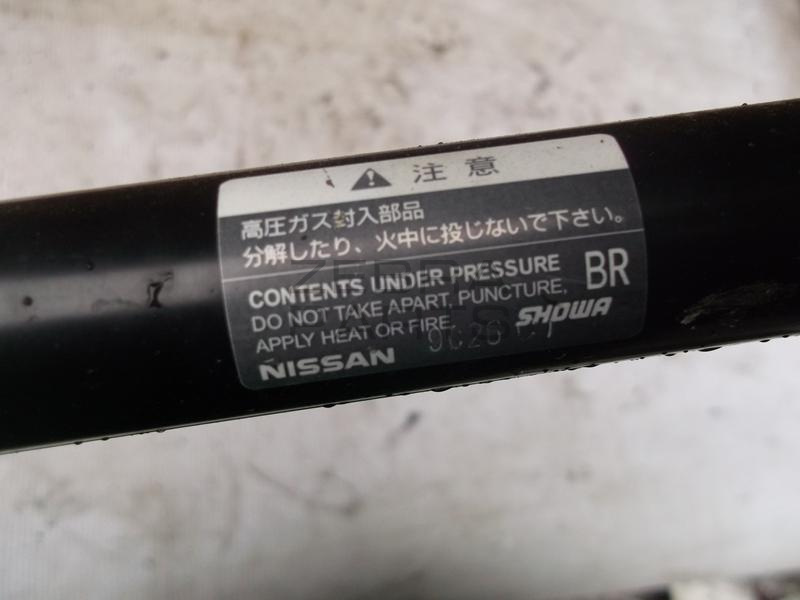 ⚠ 注意
高圧ガス封入部品
分解したり、火中に投じないで下さい。
CONTENTS UNDER PRESSURE
DO NOT TAKE APART, PUNCTURE,
APPLY HEAT OR FIRE.
BR
SHOWA
NISSAN
9C26